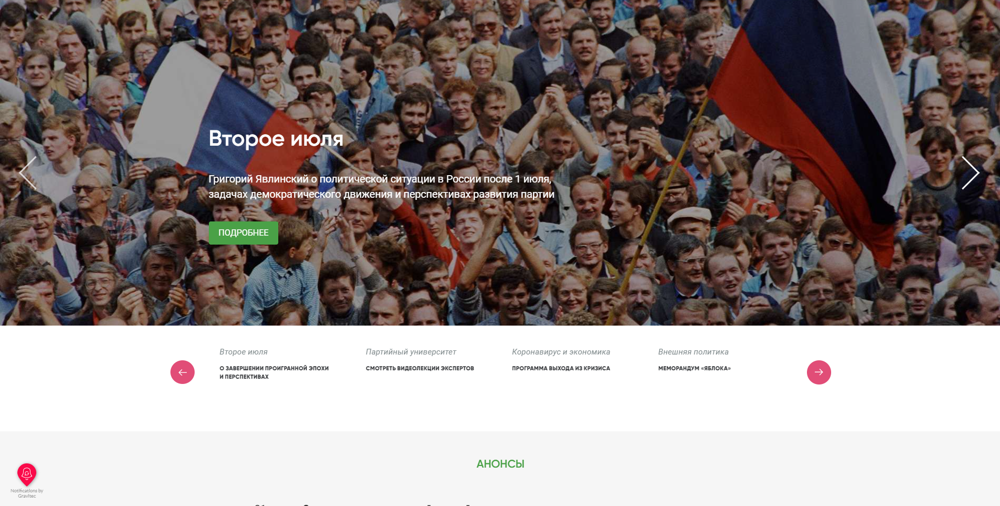 Второе июля
Григорий Явлинский о политической ситуации в России после 1 июля,
задачах демократического движения и перспективах развития партии
ПОДРОБНЕЕ
Второе июля
О ЗАВЕРШЕНИИ ПРОИГРАННОЙ ЭПОХИ
И ПЕРСПЕКТИВАХ
Партийный университет
СМОТРЕТЬ ВИДЕОЛЕКЦИИ ЭКСПЕРТОВ
Коронавирус и экономика
ПРОГРАММА ВЫХОДА ИЗ КРИЗИСА
Внешняя политика
МЕМОРАНДУМ «ЯБЛОКА»
АНОНСЫ
Notifications by
Gravitec